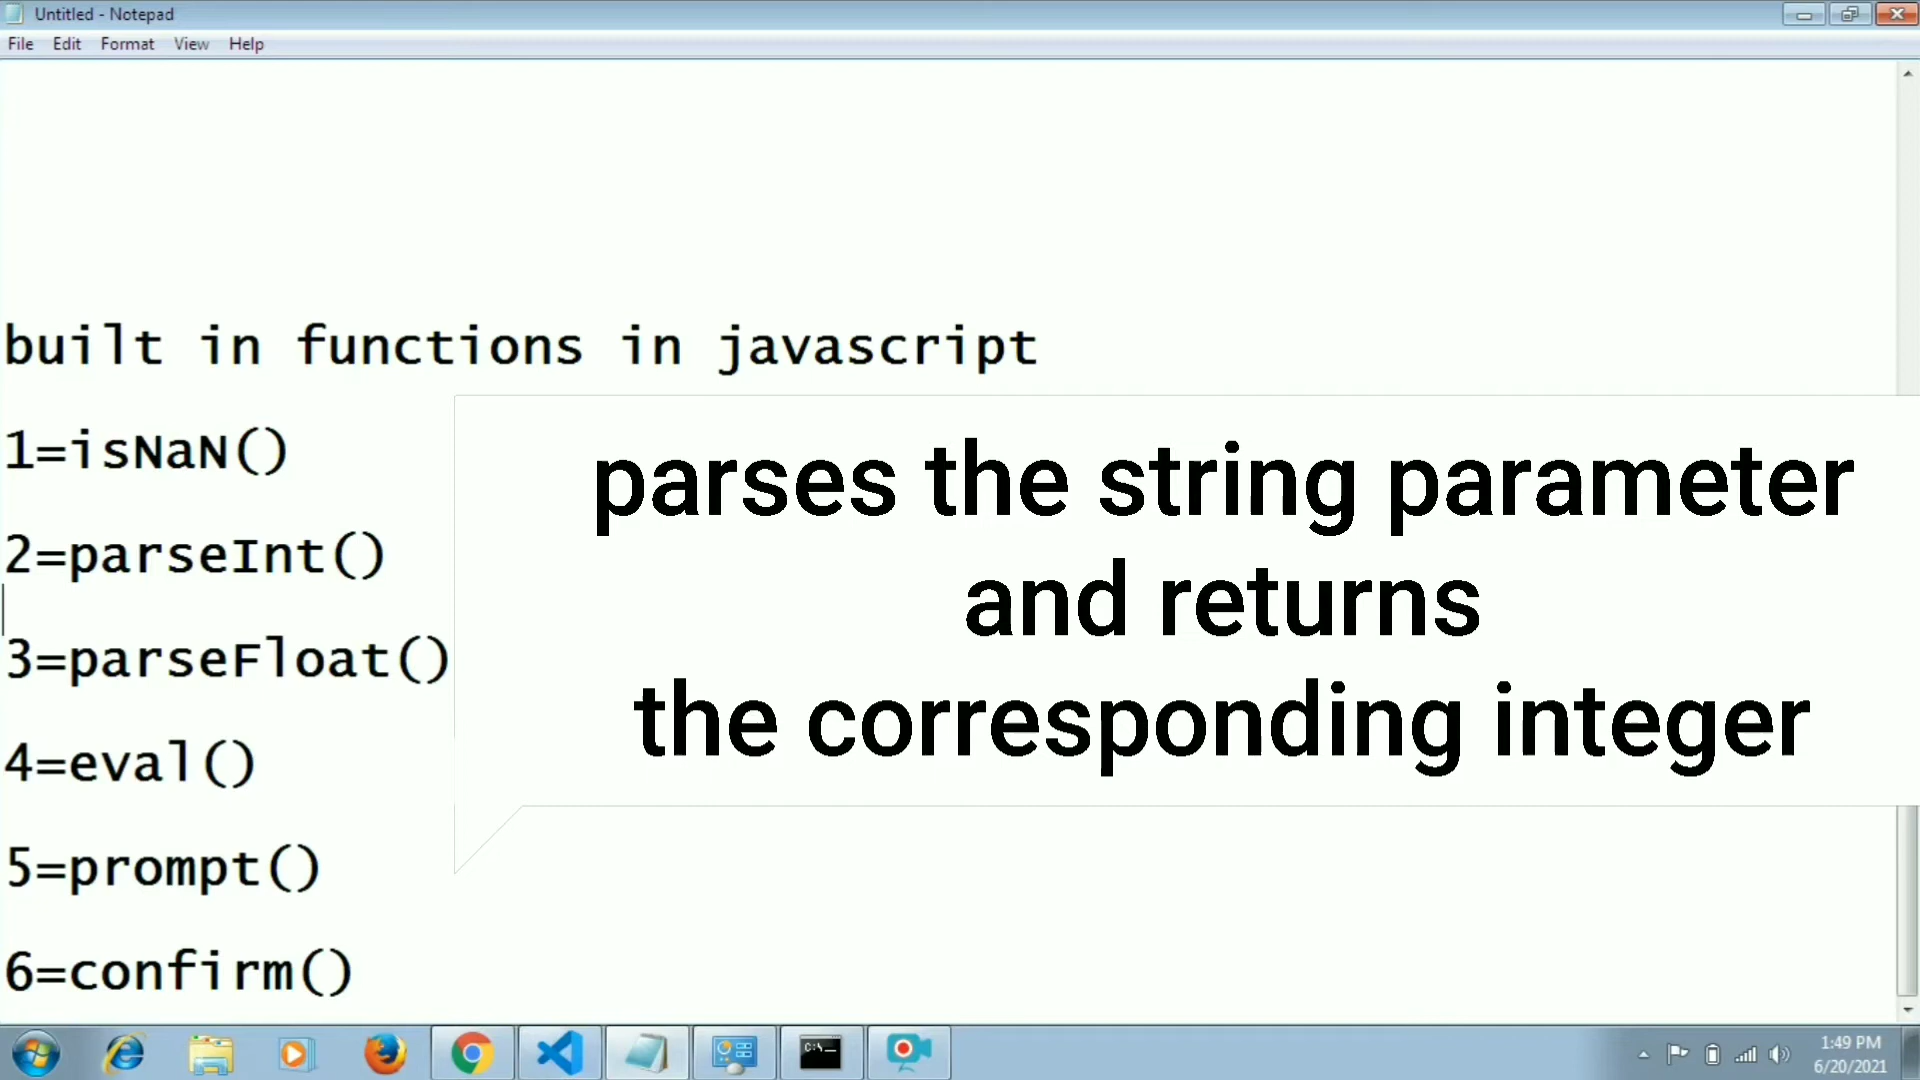 Untitled - Notepad
File Edit Format View Help
built in functions in javascript
1=isNaN()
2=parseInt()
3=parseFloat()
4=eval()
5=prompt()
6=confirm()
parses the string parameter
and returns
the corresponding integer
C:\_
1:49 PM
6/20/2021